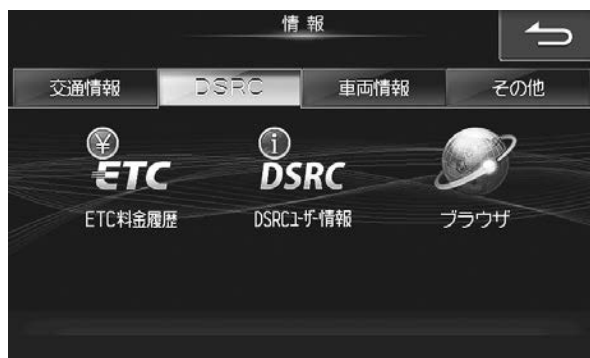 情報
交通情報
DSRC
車両情報
その他
¥
ETC
i
DSRC
ETC料金履歴
DSRCユーザー情報
ブラウザ